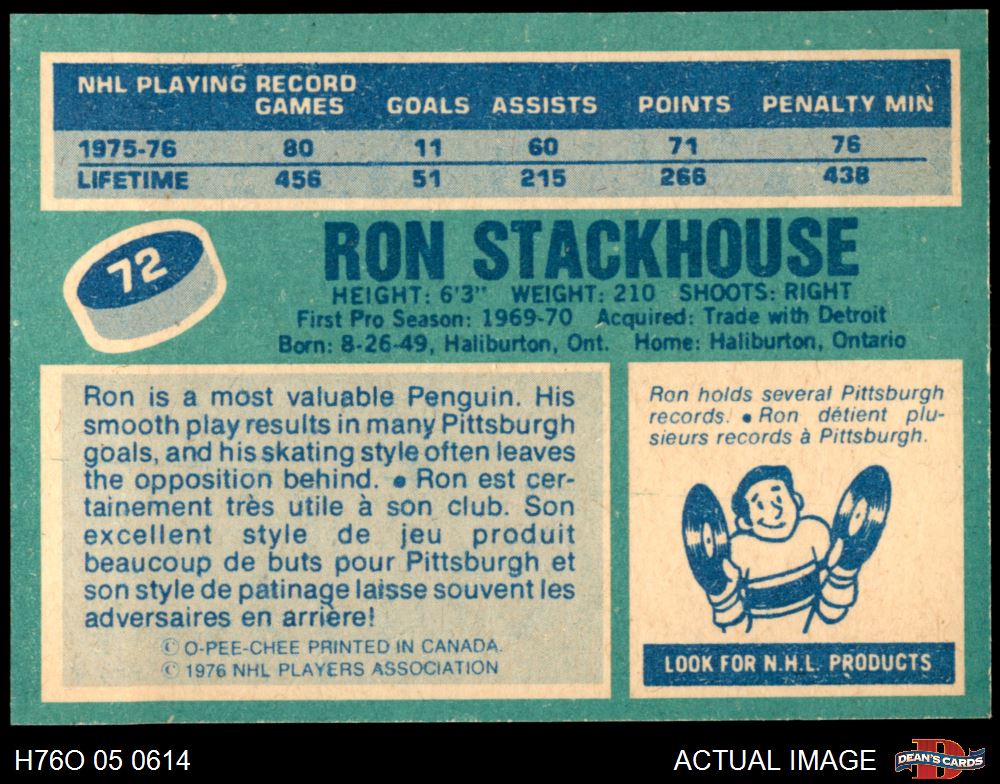 NHL PLAYING RECORD
GAMES GOALS ASSISTS POINTS PENALTY MIN
1975-76 80 11 60 71 76
LIFETIME 456 51 215 266 438
72
RON STACKHOUSE
HEIGHT: 6'3" WEIGHT: 210 SHOOTS: RIGHT
First Pro Season: 1969-70 Acquired: Trade with Detroit
Born: 8-26-49, Haliburton, Ont. Home: Haliburton, Ontario
Ron is a most valuable Penguin. His
smooth play results in many Pittsburgh
goals, and his skating style often leaves
the opposition behind. ● Ron est cer-
tainement très utile à son club. Son
excellent style de jeu produit
beaucoup de buts pour Pittsburgh et
son style de patinage laisse souvent les
adversaires en arrière!
© O-PEE-CHEE PRINTED IN CANADA.
© 1976 NHL PLAYERS ASSOCIATION
Ron holds several Pittsburgh
records. ● Ron détient plu-
sieurs records à Pittsburgh.
LOOK FOR N.H.L. PRODUCTS
H76O 05 0614
ACTUAL IMAGE
D
DEAN'S CARDS